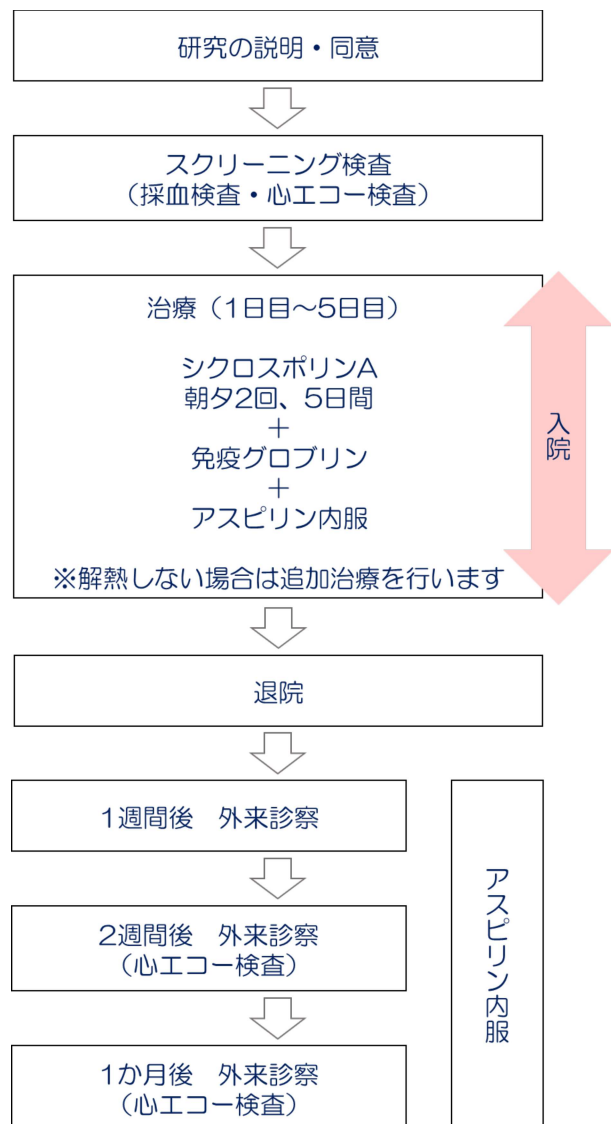 研究の説明・同意
スクリーニング検査
（採血検査・心エコー検査）
治療（1日目～5日目）
シクロスポリンA
朝夕2回、5日間
＋
免疫グロブリン
＋
アスピリン内服
※解熱しない場合は追加治療を行います
入院
退院
1週間後　外来診察
2週間後　外来診察
（心エコー検査）
1か月後　外来診察
（心エコー検査）
アスピリン内服